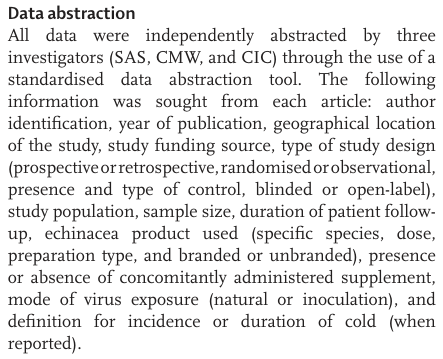 Data abstraction
All data were independently abstracted by three
investigators (SAS, CMW, and CIC) through the use of a
standardised data abstraction tool. The following
information was sought from each article: author
identification, year of publication, geographical location
of the study, study funding source, type of study design
(prospective or retrospective, randomised or observational,
presence and type of control, blinded or open-label),
study population, sample size, duration of patient follow-
up, echinacea product used (specific species, dose,
preparation type, and branded or unbranded), presence
or absence of concomitantly administered supplement,
mode of virus exposure (natural or inoculation), and
definition for incidence or duration of cold (when
reported).